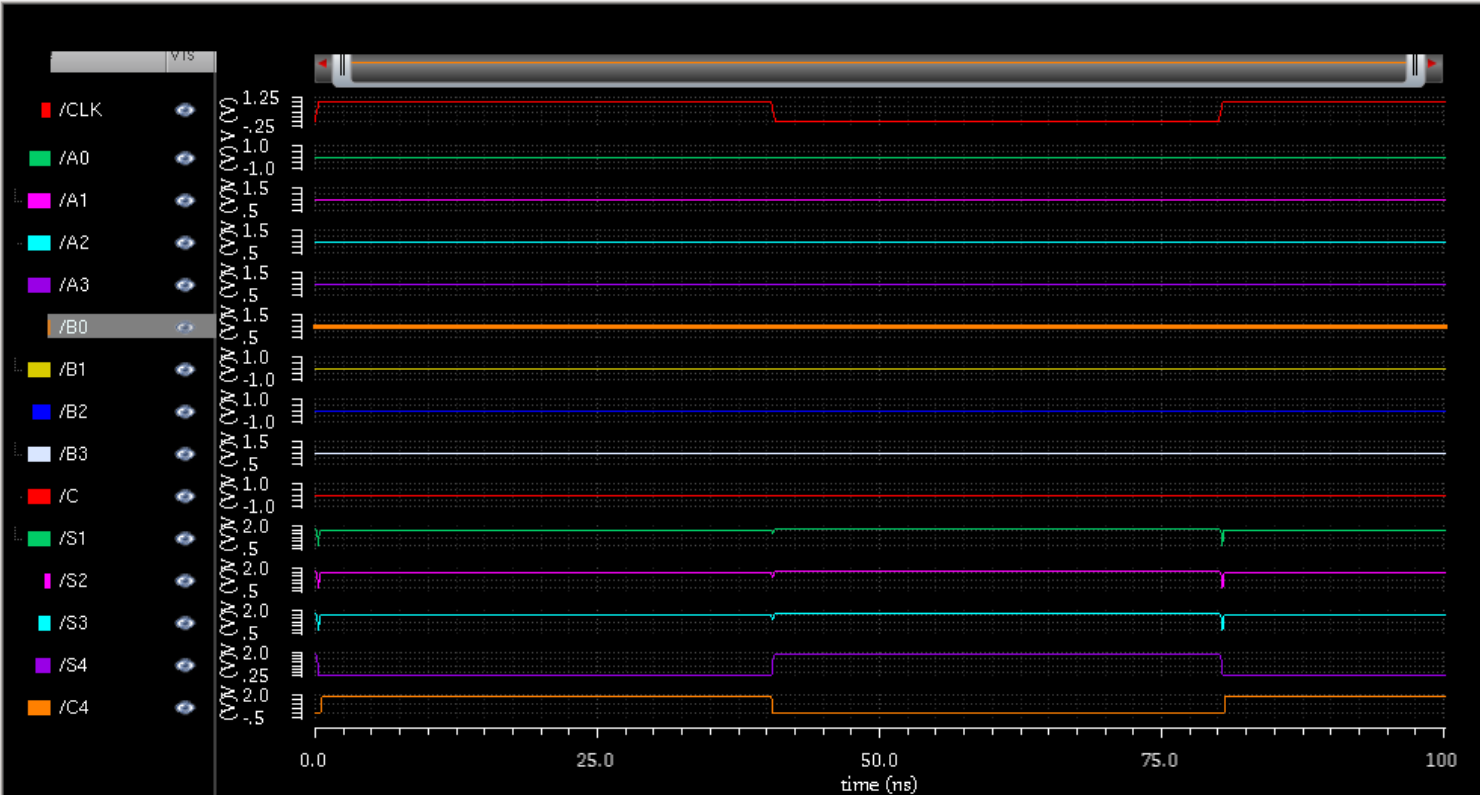 VIS
/CLK V (V) 1.25 -.25
/A0 V (V) 1.0 -1.0
/A1 V (V) 1.5 .5
/A2 V (V) 1.5 .5
/A3 V (V) 1.5 .5
/B0 V (V) 1.5 .5
/B1 V (V) 1.0 -1.0
/B2 V (V) 1.0 -1.0
/B3 V (V) 1.5 .5
/C V (V) 1.0 -1.0
/S1 V (V) 2.0 .5
/S2 V (V) 2.0 .5
/S3 V (V) 2.0 .5
/S4 V (V) 2.0 .25
/C4 V (V) 2.0 -.5
0.0 25.0 50.0 75.0 100
time (ns)